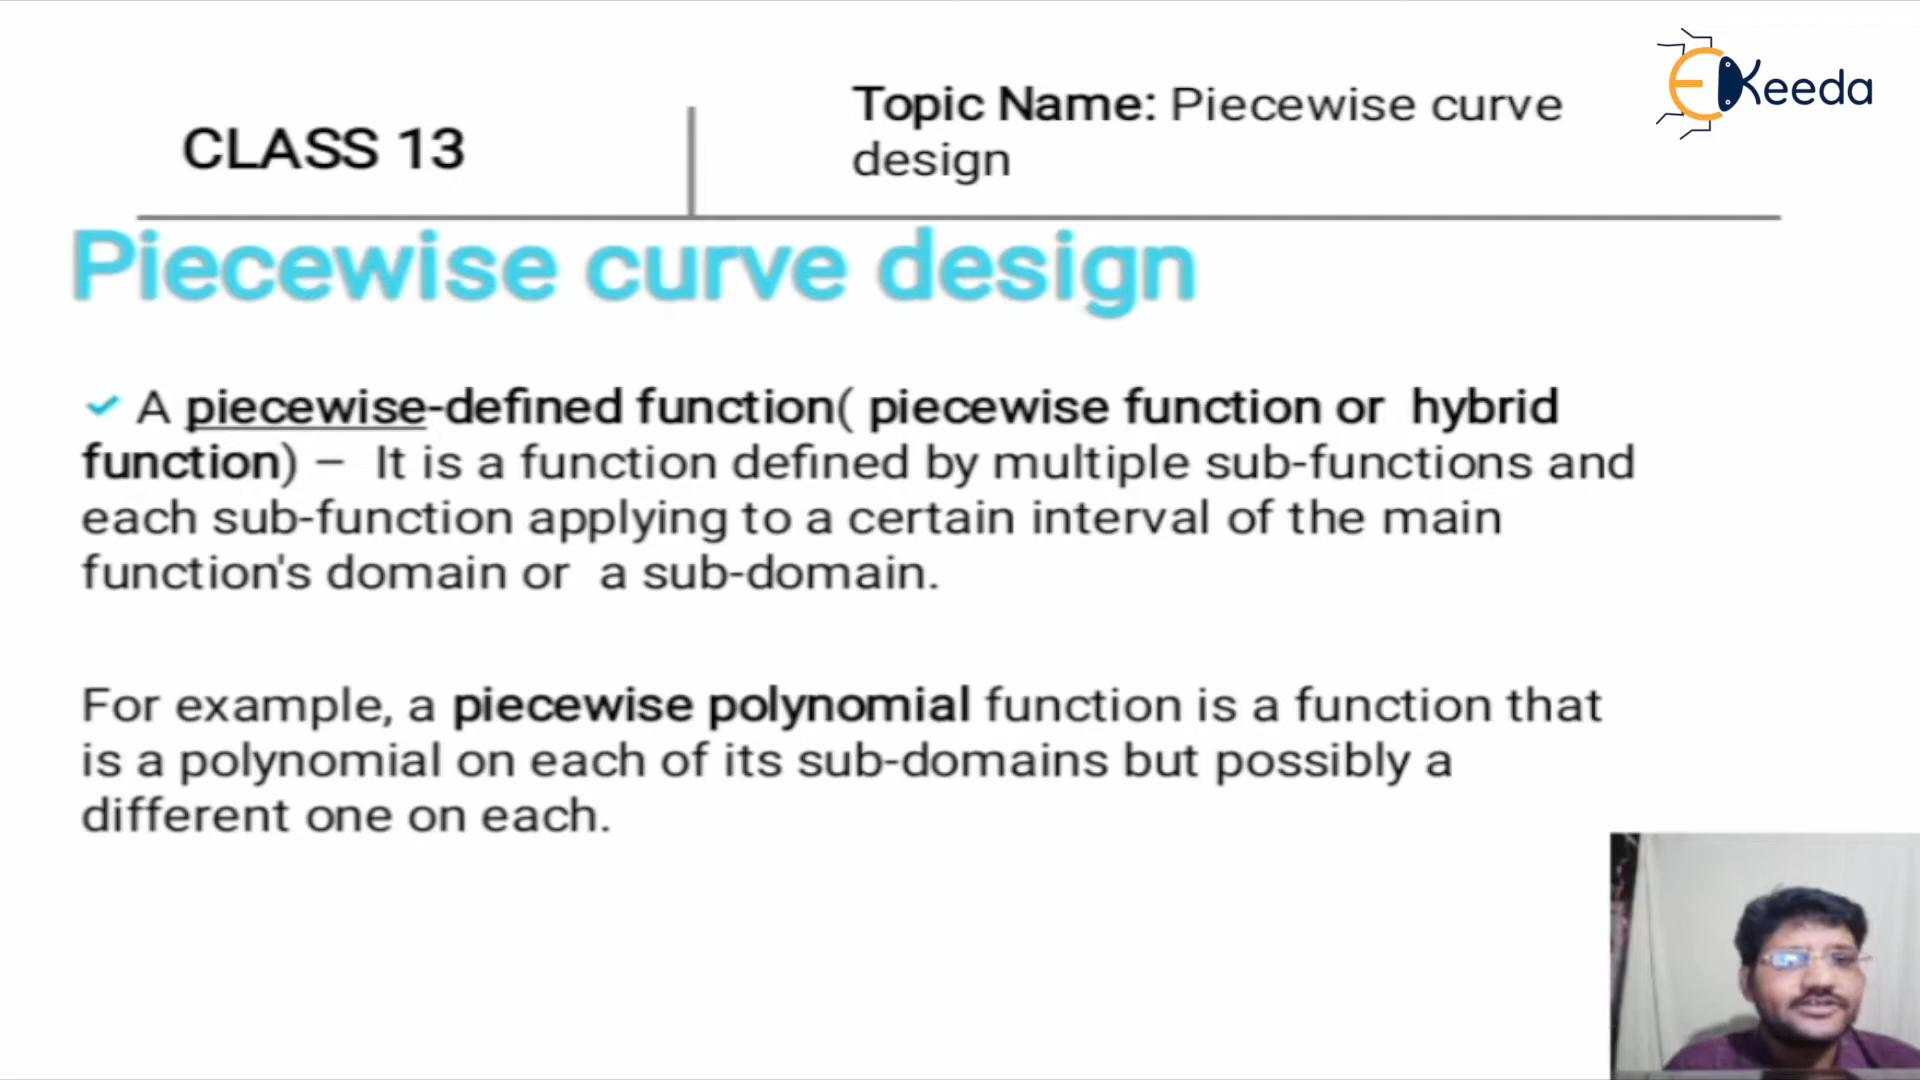 CLASS 13
Topic Name: Piecewise curve
design
EKeeda
Piecewise curve design
✓ A piecewise-defined function( piecewise function or hybrid
function) – It is a function defined by multiple sub-functions and
each sub-function applying to a certain interval of the main
function's domain or a sub-domain.
For example, a piecewise polynomial function is a function that
is a polynomial on each of its sub-domains but possibly a
different one on each.